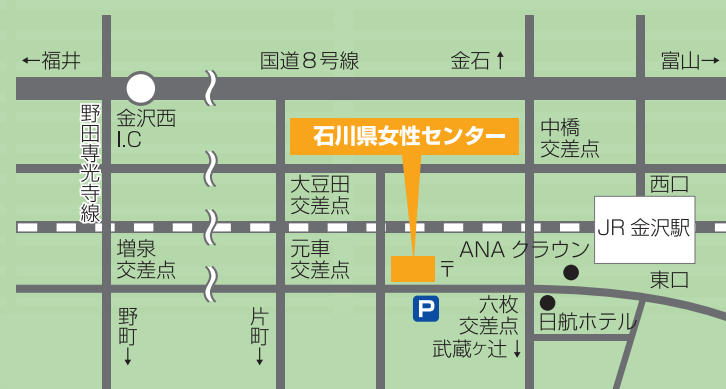 ←福井
国道8号線
金石↑
富山→
金沢西
I.C
野田専光寺線
石川県女性センター
中橋
交差点
大豆田
交差点
西口
JR 金沢駅
増泉
交差点
元車
交差点
〒
ANA クラウン
東口
野町↓
片町↓
P
六枚
交差点
日航ホテル
武蔵ヶ辻↓